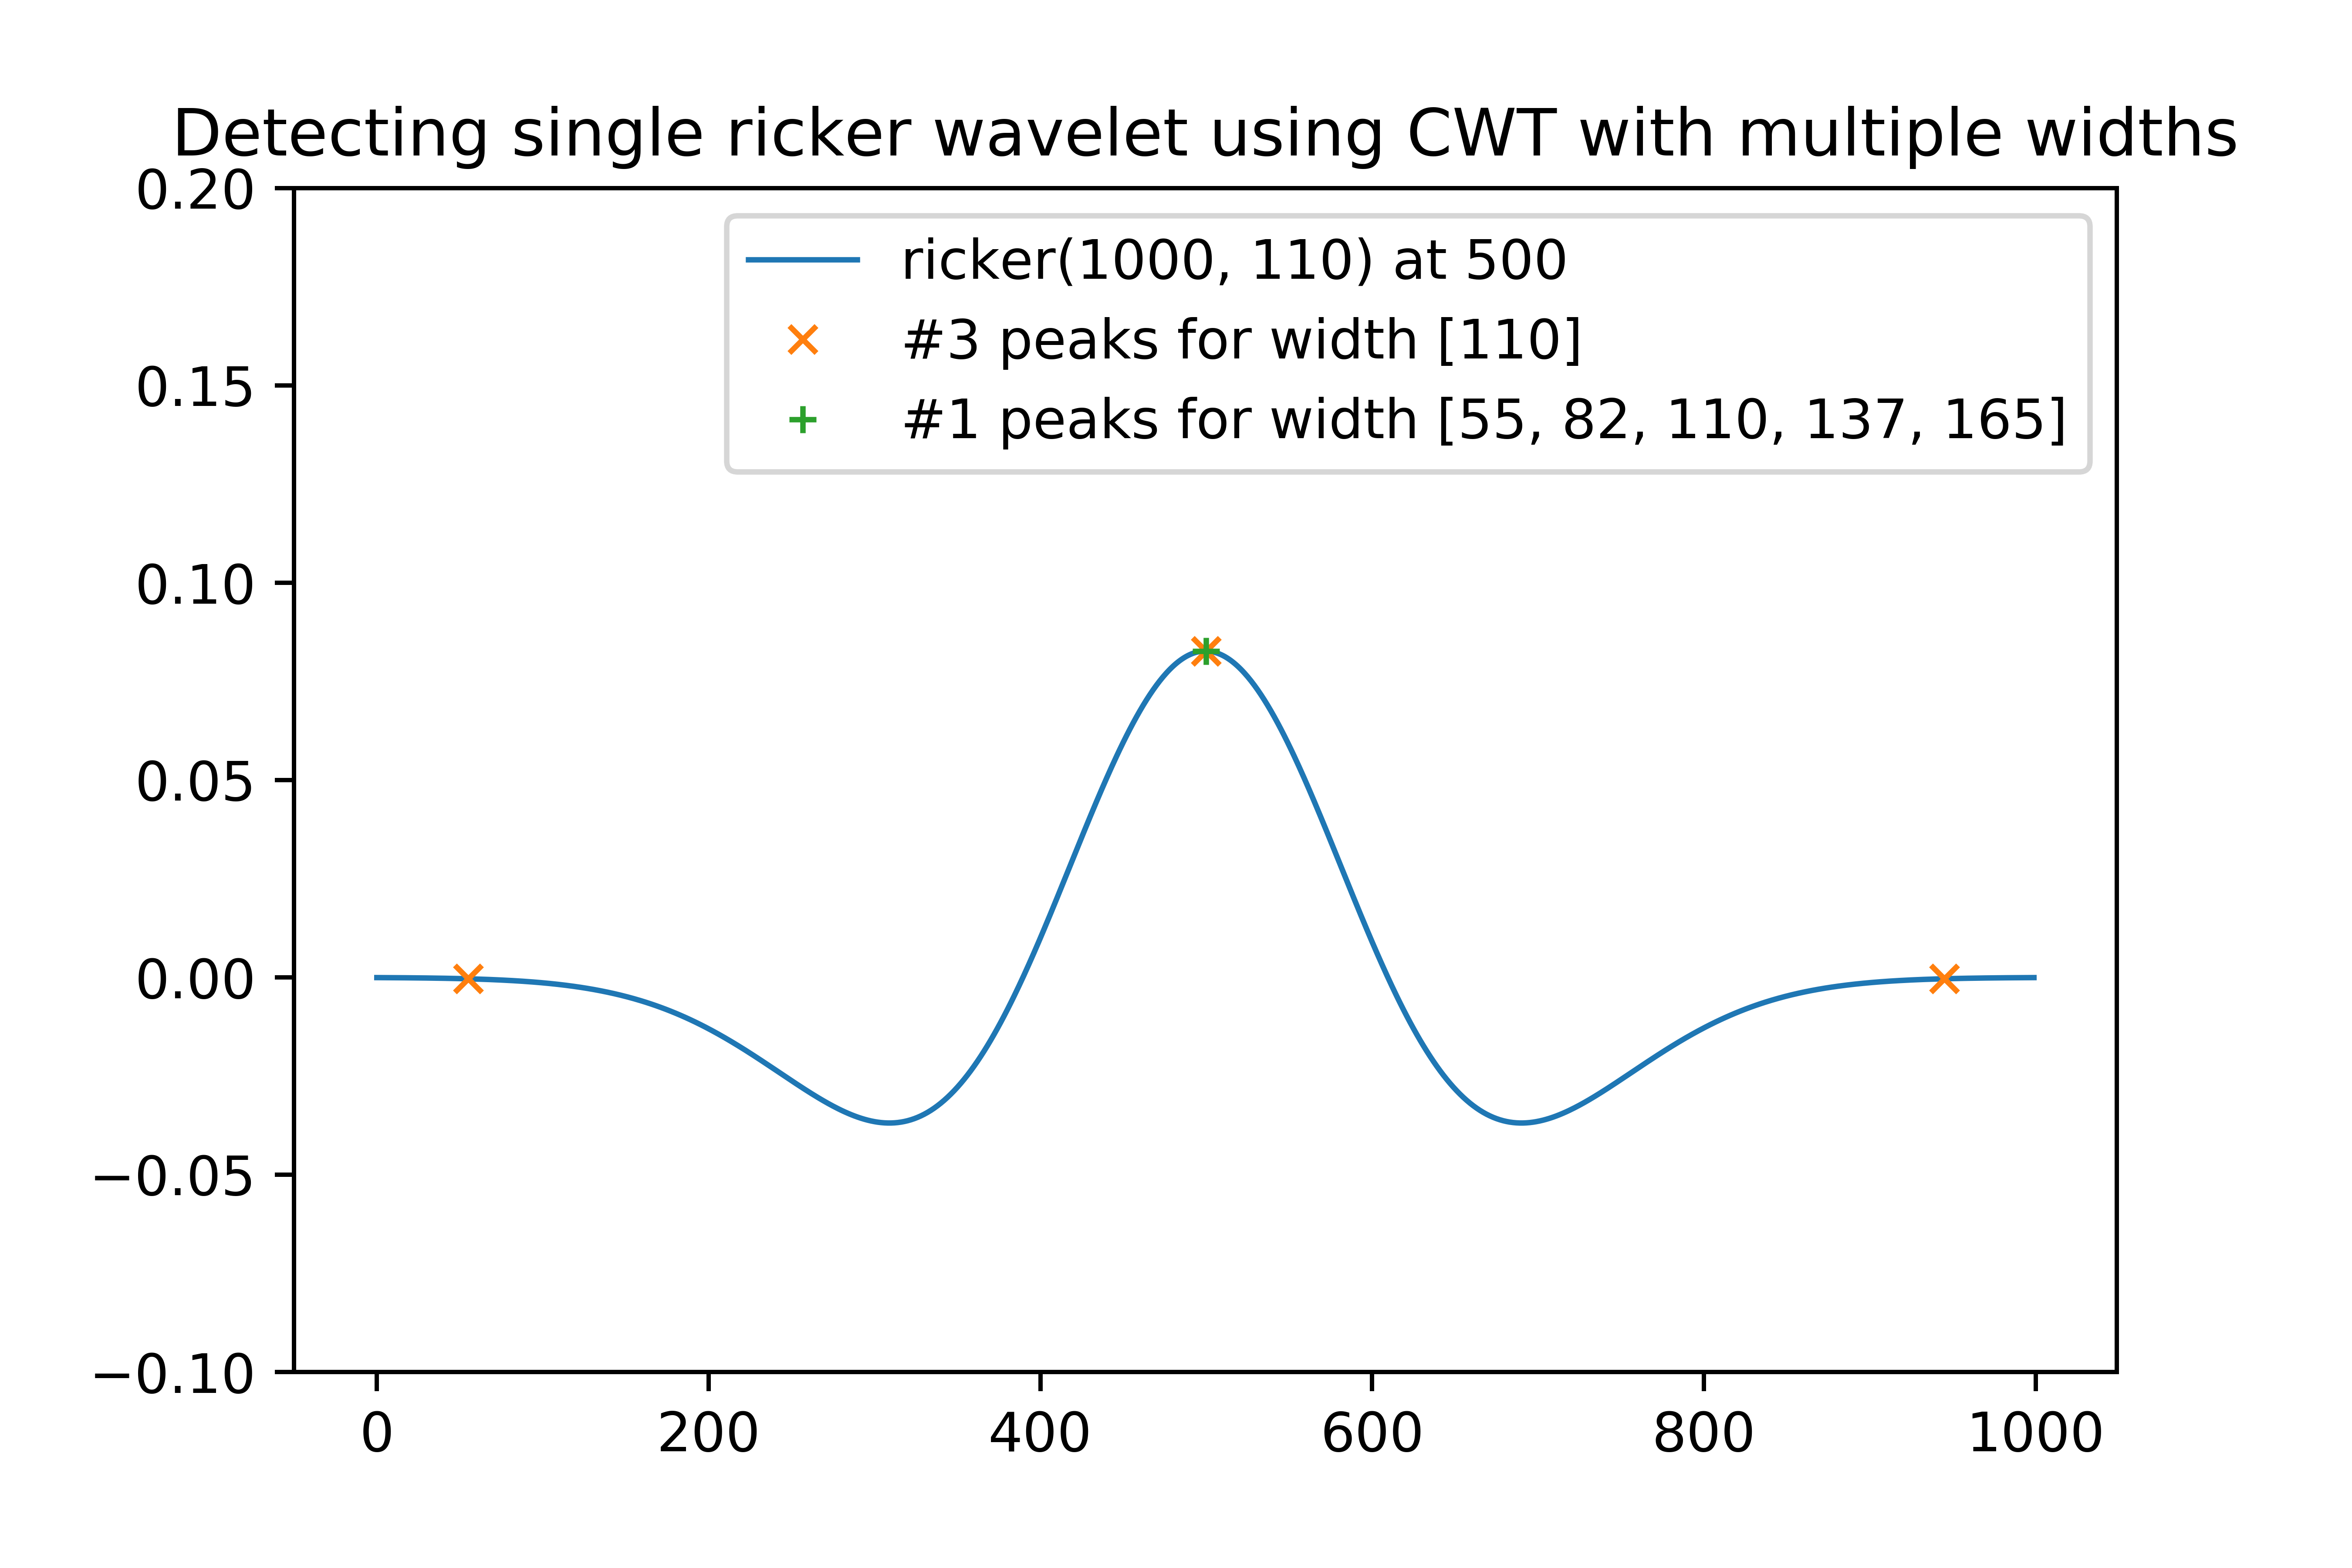 Detecting single ricker wavelet using CWT with multiple widths
0.20
ricker(1000, 110) at 500
#3 peaks for width [110]
0.15
#1 peaks for width [55, 82, 110, 137, 165]
0.10
0.05
0.00
−0.05
−0.10
0 200 400 600 800 1000